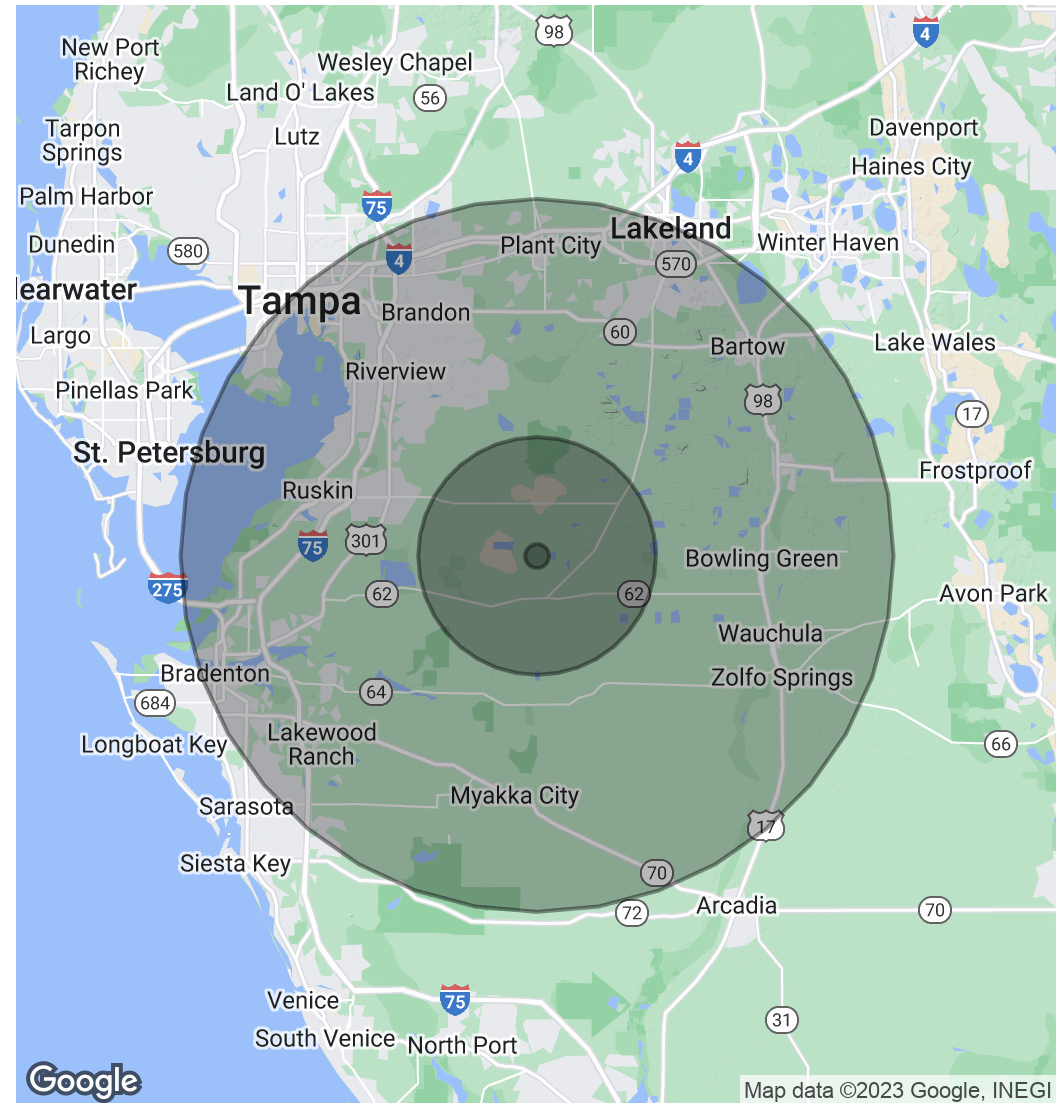 98
4
New Port
Richey
Wesley Chapel
Land O' Lakes
56
Tarpon
Springs
Lutz
Davenport
4
Haines City
Palm Harbor
75
Dunedin
580
4
Plant City
Lakeland
570
Winter Haven
learwater
Tampa
Brandon
60
Largo
Bartow
Lake Wales
Riverview
Pinellas Park
98
17
St. Petersburg
Frostproof
Ruskin
75
301
Bowling Green
275
62
62
Avon Park
Wauchula
Bradenton
Zolfo Springs
64
684
Longboat Key
Lakewood
Ranch
66
Sarasota
Myakka City
17
Siesta Key
70
72
Arcadia
70
Venice
75
31
South Venice
North Port
Google
Map data ©2023 Google, INEGI